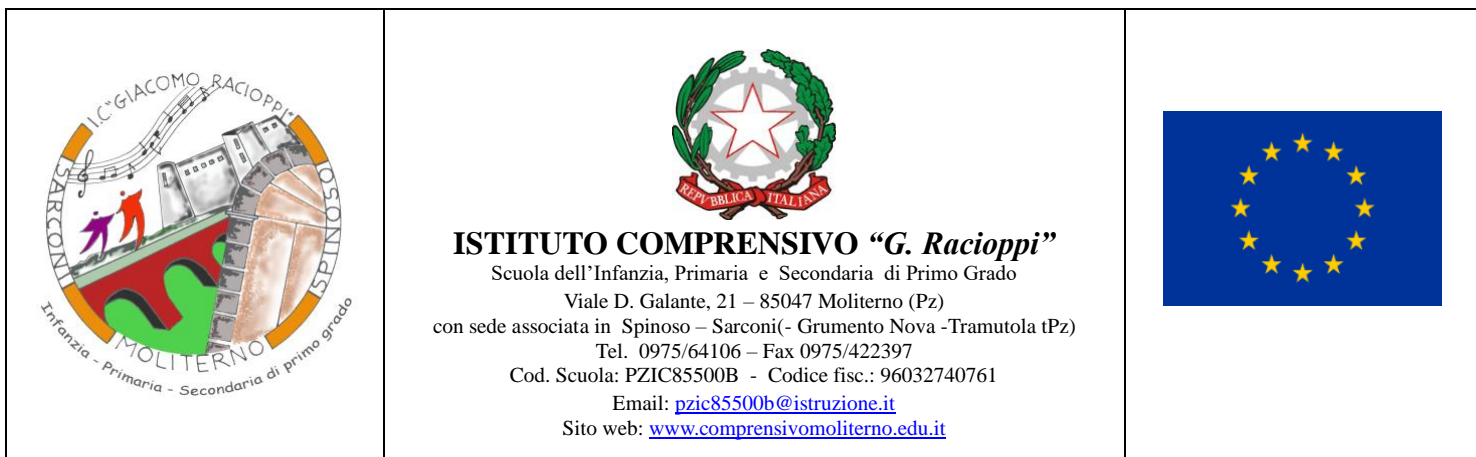 I.C. "GIACOMO RACIOPPI"
SARCONI
SPINOSO
MOLITERNO
Infanzia - Primaria - Secondaria di primo grado
REPVBBLICA ITALIANA
ISTITUTO COMPRENSIVO “G. Racioppi”
Scuola dell’Infanzia, Primaria e Secondaria di Primo Grado
Viale D. Galante, 21 – 85047 Moliterno (Pz)
con sede associata in Spinoso – Sarconi(- Grumento Nova -Tramutola tPz)
Tel. 0975/64106 – Fax 0975/422397
Cod. Scuola: PZIC85500B - Codice fisc.: 96032740761
Email: pzic85500b@istruzione.it
Sito web: www.comprensivomoliterno.edu.it